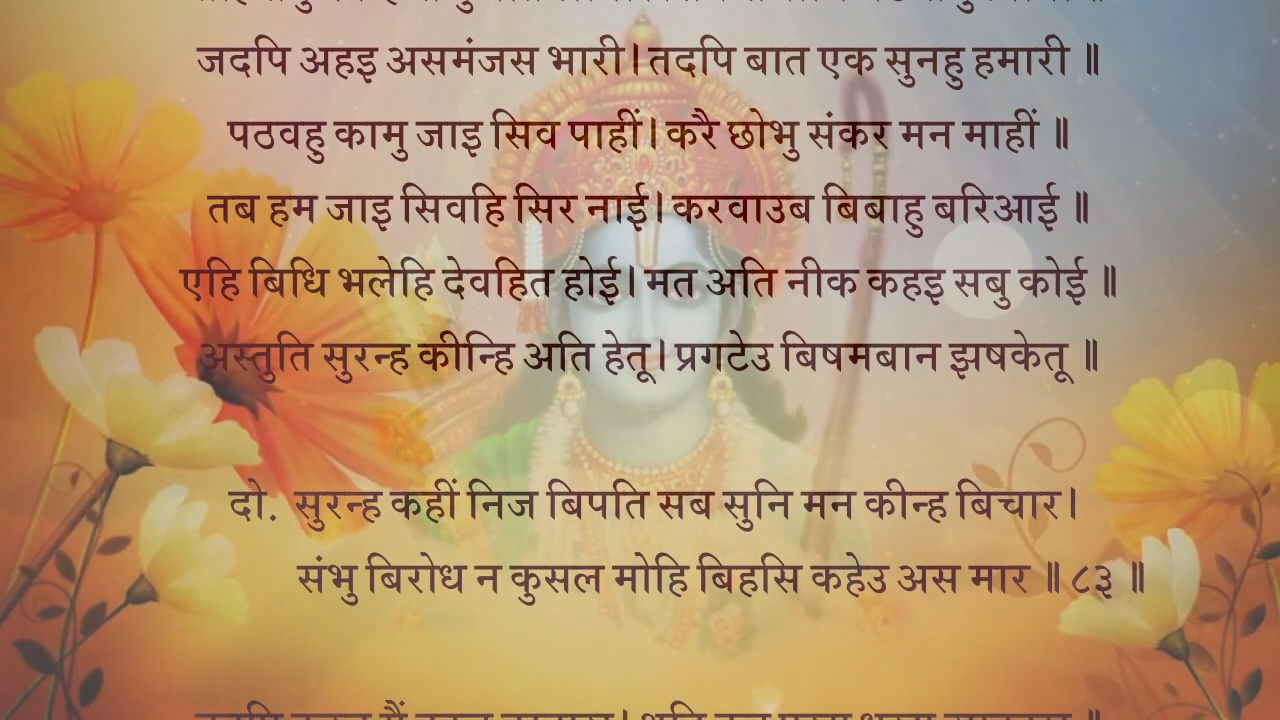 जदपि अहइ असमंजस भारी। तदपि बात एक सुनहु हमारी ॥
पठवहु कामु जाइ सिव पाहीं। करै छोभु संकर मन माहीं ॥
तब हम जाइ सिवहि सिर नाई। करवाउब बिबाहु बरिआई ॥
एहि बिधि भलेहि देवहित होई। मत अति नीक कहइ सबु कोई ॥
अस्तुति सुरन्ह कीन्हि अति हेतू। प्रगटेउ बिषमबान झषकेतू ॥
दो. सुरन्ह कहीं निज बिपति सब सुनि मन कीन्ह बिचार।
संभु बिरोध न कुसल मोहि बिहसि कहेउ अस मार ॥ ८३ ॥